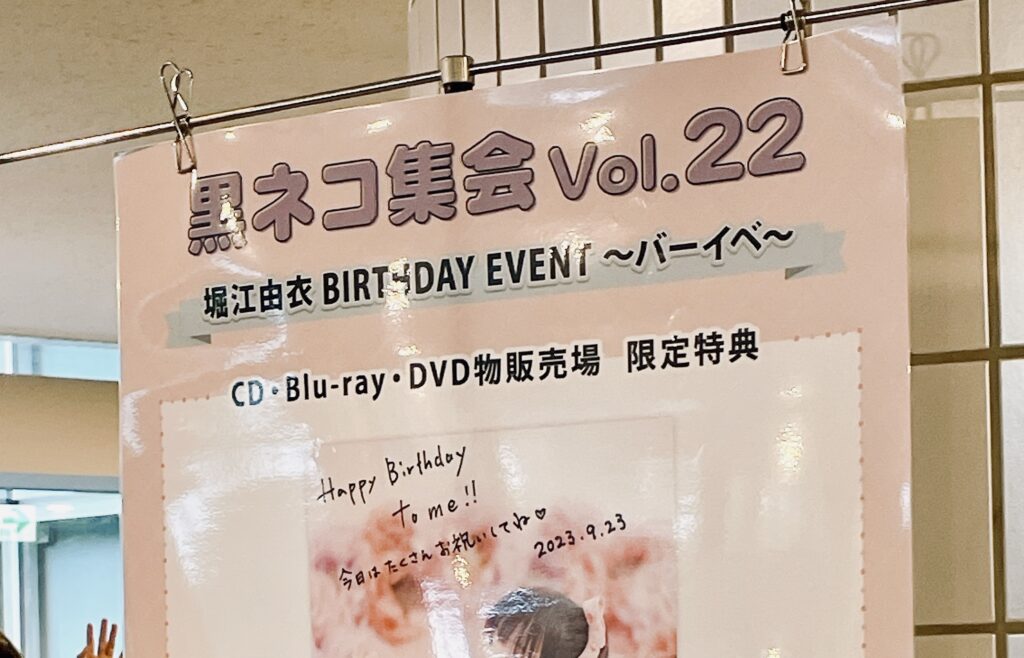 黒ネコ集会 Vol.22
堀江由衣 BIRTHDAY EVENT ～バーイベ～
CD・Blu-ray・DVD物販売場 限定特典
Happy Birthday
to me!!
今日はたくさんお祝いしてね♡
2023.9.23